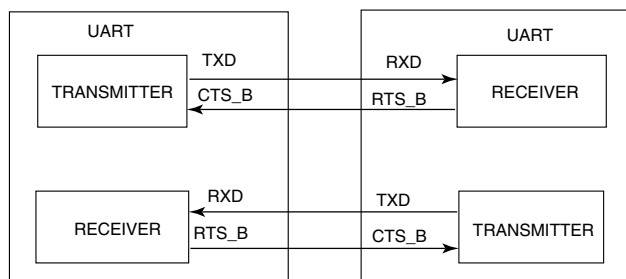 UART UART
TXD RXD
TRANSMITTER CTS_B RTS_B RECEIVER
RXD TXD
RECEIVER RTS_B CTS_B TRANSMITTER